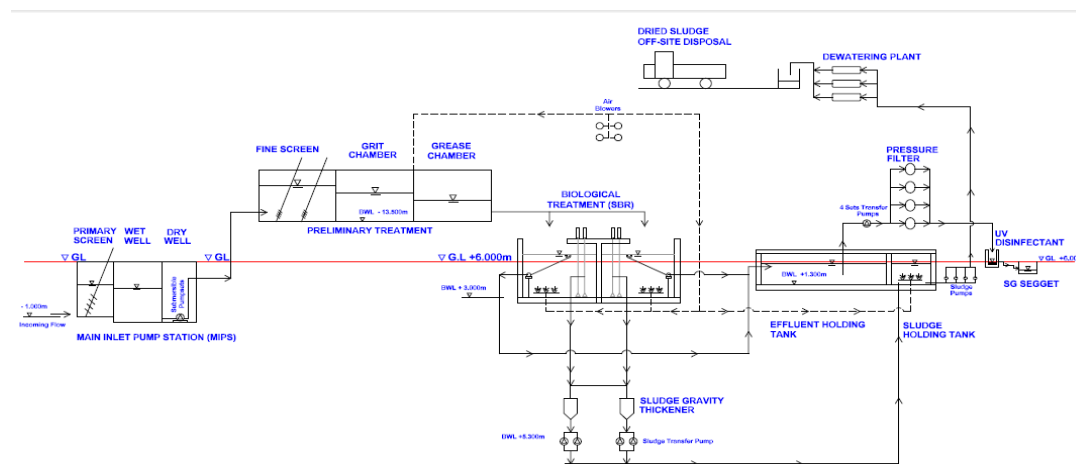 DRIED SLUDGE
OFF-SITE DISPOSAL
DEWATERING PLANT
Air
Blowers
FINE SCREEN
GRIT
CHAMBER
GREASE
CHAMBER
PRESSURE
FILTER
BIOLOGICAL
TREATMENT (SBR)
4 Sets Transfer
Pumps
BWL - 13.500m
PRELIMINARY TREATMENT
PRIMARY
SCREEN
WET
WELL
DRY
WELL
UV
DISINFECTANT
GL
GL
G.L +6.000m
GL +6.00
BWL +1.300m
BWL + 3.000m
Submersible
SG SEGGET
Sludge
Pumps
- 1.000m
Incoming Flow
MAIN INLET PUMP STATION (MIPS)
EFFLUENT HOLDING
TANK
SLUDGE
HOLDING TANK
SLUDGE GRAVITY
THICKENER
BWL +5.300m
Sludge Transfer Pump